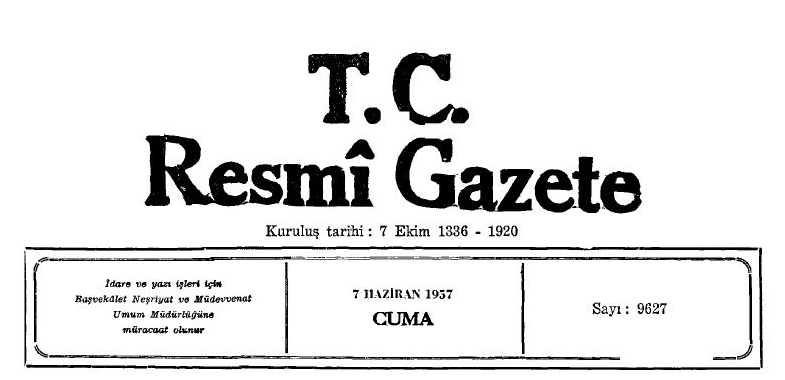 T. C.
Resmî Gazete
Kuruluş tarihi : 7 Ekim 1336 - 1920
İdare ve yazı işleri için
Başvekâlet Neşriyat ve Müdevvenat
Umum Müdürlüğüne
müracaat olunur
7 HAZİRAN 1957
CUMA
Sayı : 9627